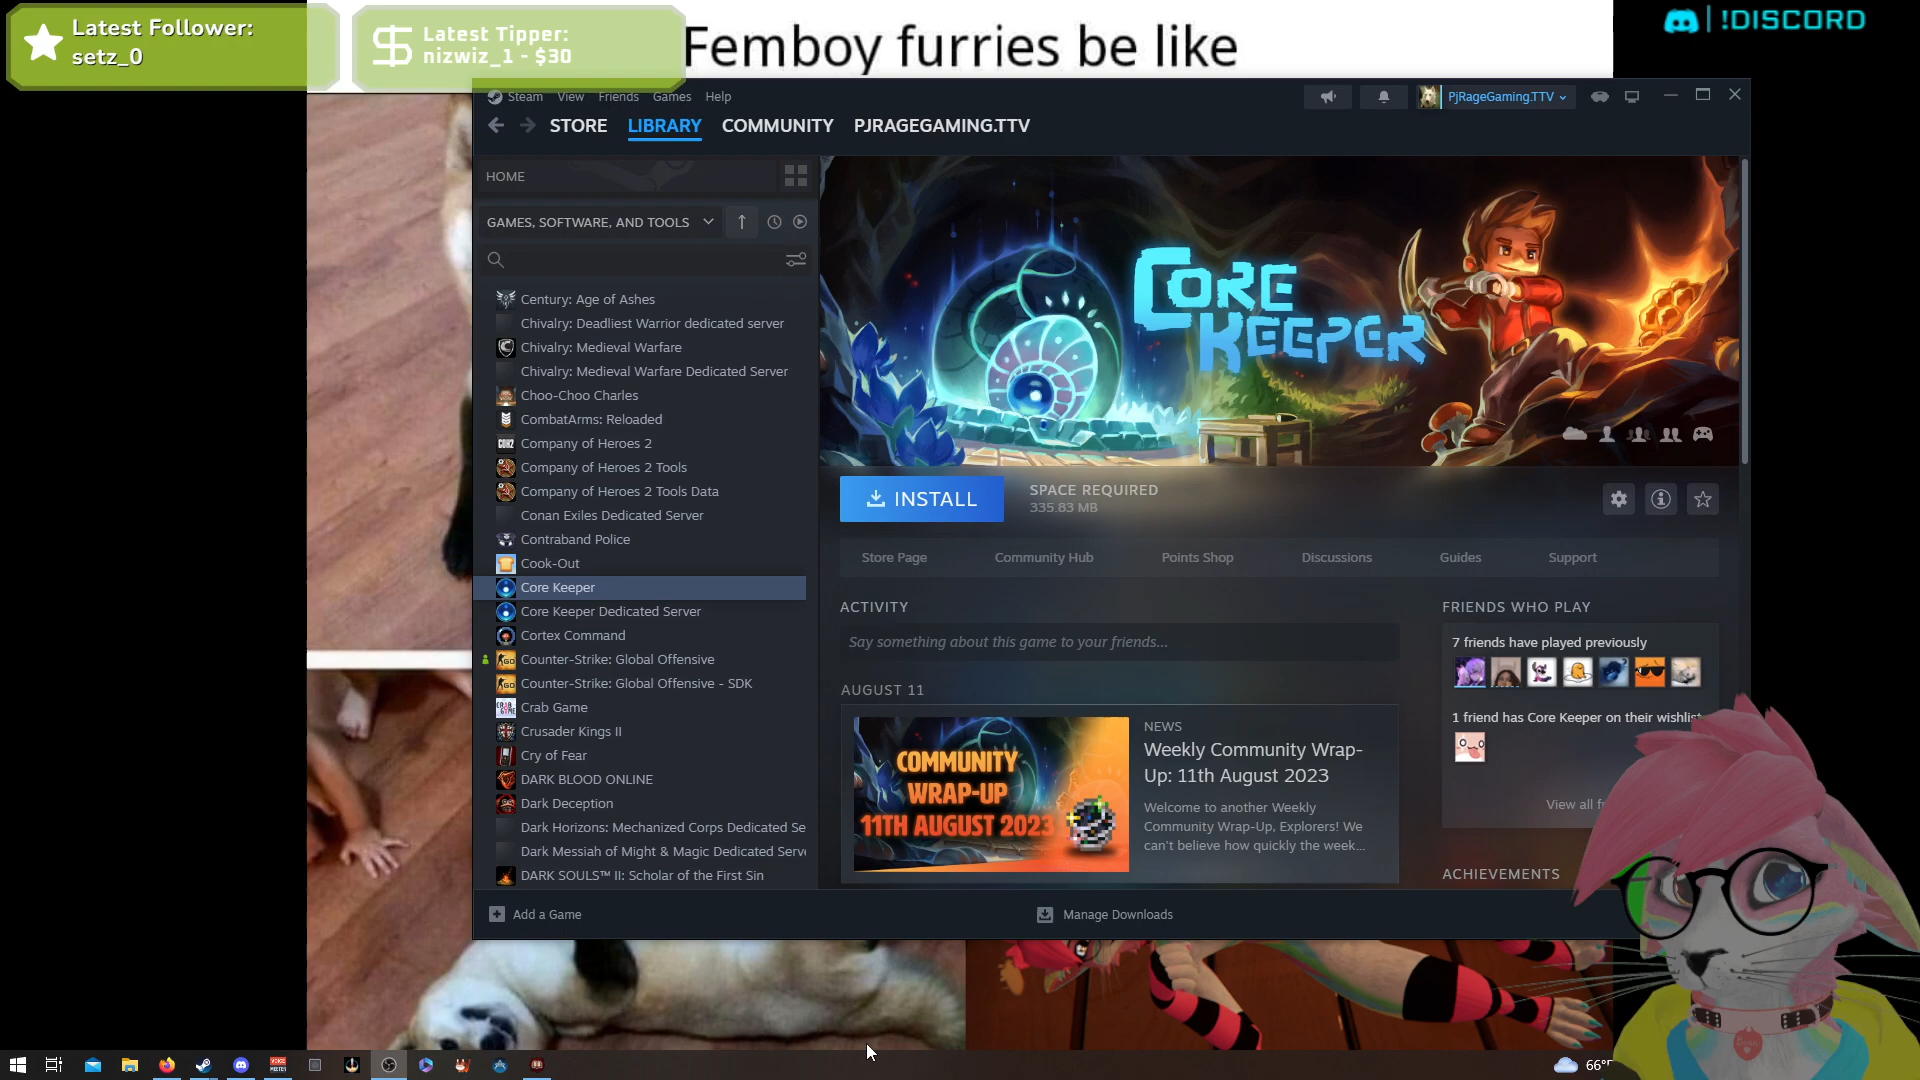 Latest Follower:
setz_0
Latest Tipper:
nizwiz_1 - $30
Femboy furries be like
!DISCORD
Steam View Friends Games Help
PjRageGaming.TTV
STORE LIBRARY COMMUNITY PJRAGEGAMING.TTV
HOME
GAMES, SOFTWARE, AND TOOLS
Century: Age of Ashes
Chivalry: Deadliest Warrior dedicated server
Chivalry: Medieval Warfare
Chivalry: Medieval Warfare Dedicated Server
Choo-Choo Charles
CombatArms: Reloaded
Company of Heroes 2
Company of Heroes 2 Tools
Company of Heroes 2 Tools Data
Conan Exiles Dedicated Server
Contraband Police
Cook-Out
Core Keeper
Core Keeper Dedicated Server
Cortex Command
Counter-Strike: Global Offensive
Counter-Strike: Global Offensive - SDK
Crab Game
Crusader Kings II
Cry of Fear
DARK BLOOD ONLINE
Dark Deception
Dark Horizons: Mechanized Corps Dedicated Se
Dark Messiah of Might & Magic Dedicated Serv
DARK SOULS™ II: Scholar of the First Sin
CORE
KEEPER
INSTALL
SPACE REQUIRED
335.83 MB
Store Page Community Hub Points Shop Discussions Guides Support
ACTIVITY
Say something about this game to your friends...
AUGUST 11
COMMUNITY
WRAP-UP
11TH AUGUST 2023
NEWS
Weekly Community Wrap-
Up: 11th August 2023
Welcome to another Weekly
Community Wrap-Up, Explorers! We
can't believe how quickly the week...
FRIENDS WHO PLAY
7 friends have played previously
1 friend has Core Keeper on their wishlist
View all fr
ACHIEVEMENTS
Add a Game
Manage Downloads
66°F